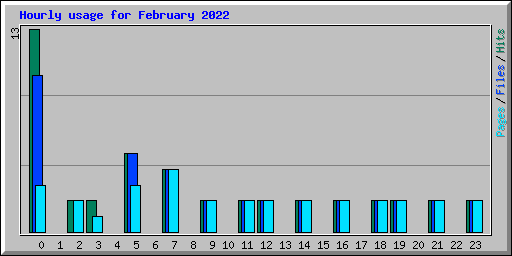 Hourly usage for February 2022
13
Pages/Files/Hits
0 1 2 3 4 5 6 7 8 9 10 11 12 13 14 15 16 17 18 19 20 21 22 23